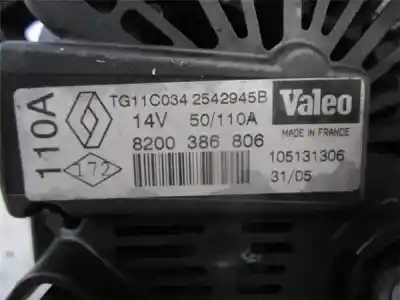 110A
172
TG11C034 2542945B
14V 50/110A
8200 386 806
Valeo
MADE IN FRANCE
105131306
31/05